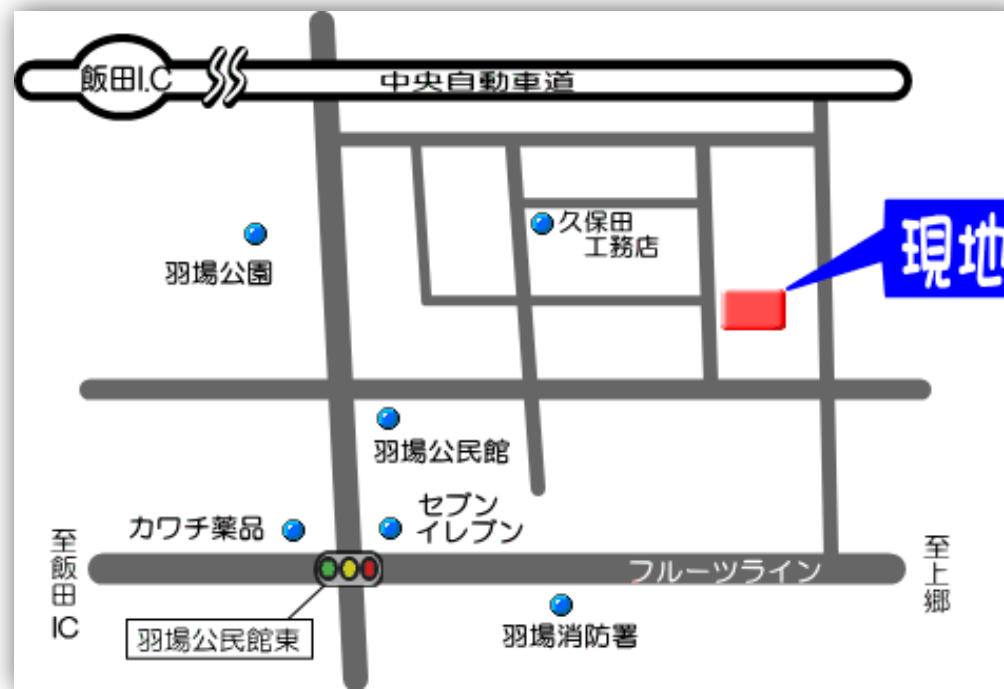 飯田I.C
中央自動車道
久保田
工務店
現地
羽場公園
羽場公民館
セブン
イレブン
カワチ薬品
至飯田IC
フルーツライン
至上郷
羽場公民館東
羽場消防署